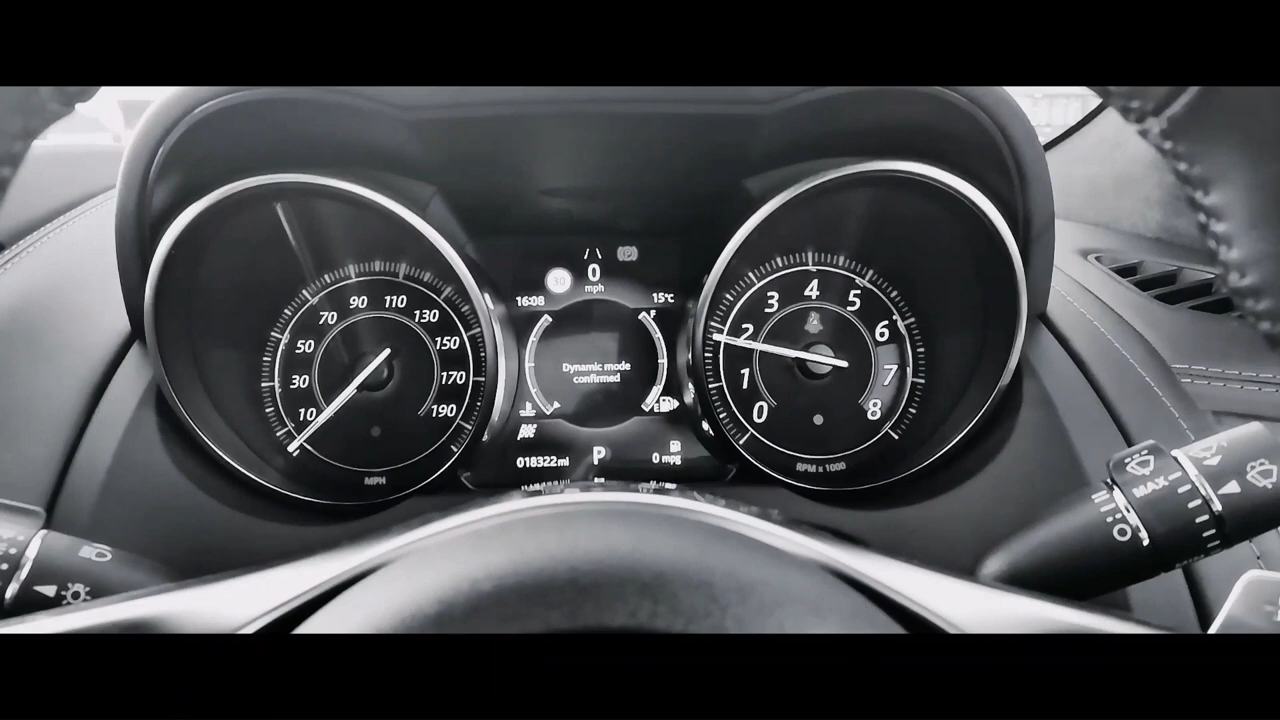 90 110
70 130
50 150
30 170
10 190
MPH
30
0
mph
16:08
15°C
F
Dynamic mode
confirmed
E
018322mi
P
0 mpg
4
3 5
2 6
1 7
0 8
RPM x 1000
MAX